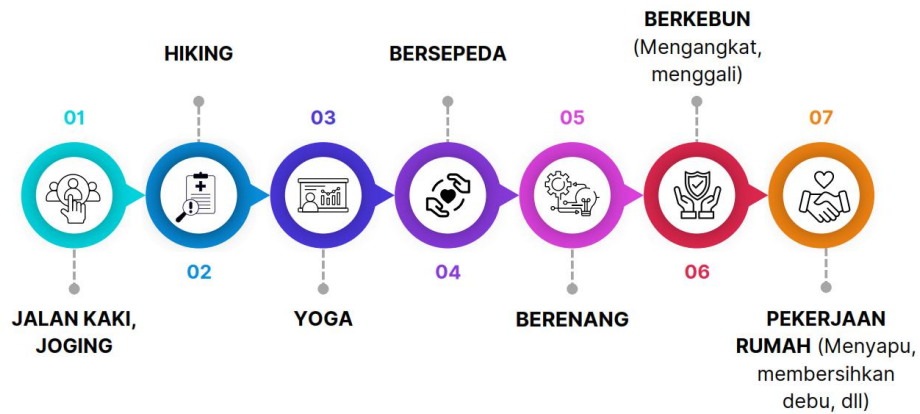 01
JALAN KAKI,
JOGING
HIKING
02
03
YOGA
BERSEPEDA
04
05
BERENANG
BERKEBUN
(Mengangkat,
menggali)
06
07
PEKERJAAN
RUMAH (Menyapu,
membersihkan
debu, dll)